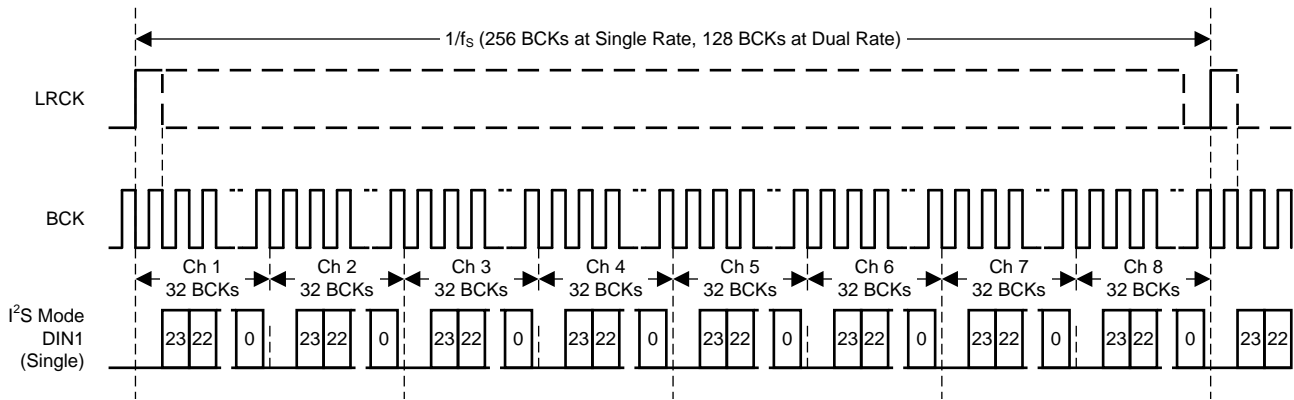 1/fS (256 BCKs at Single Rate, 128 BCKs at Dual Rate)
LRCK
BCK
Ch 1 Ch 2 Ch 3 Ch 4 Ch 5 Ch 6 Ch 7 Ch 8
32 BCKs 32 BCKs 32 BCKs 32 BCKs 32 BCKs 32 BCKs 32 BCKs 32 BCKs
I²S Mode
DIN1
(Single)
23 22 0 23 22 0 23 22 0 23 22 0 23 22 0 23 22 0 23 22 0 23 22 0 23 22